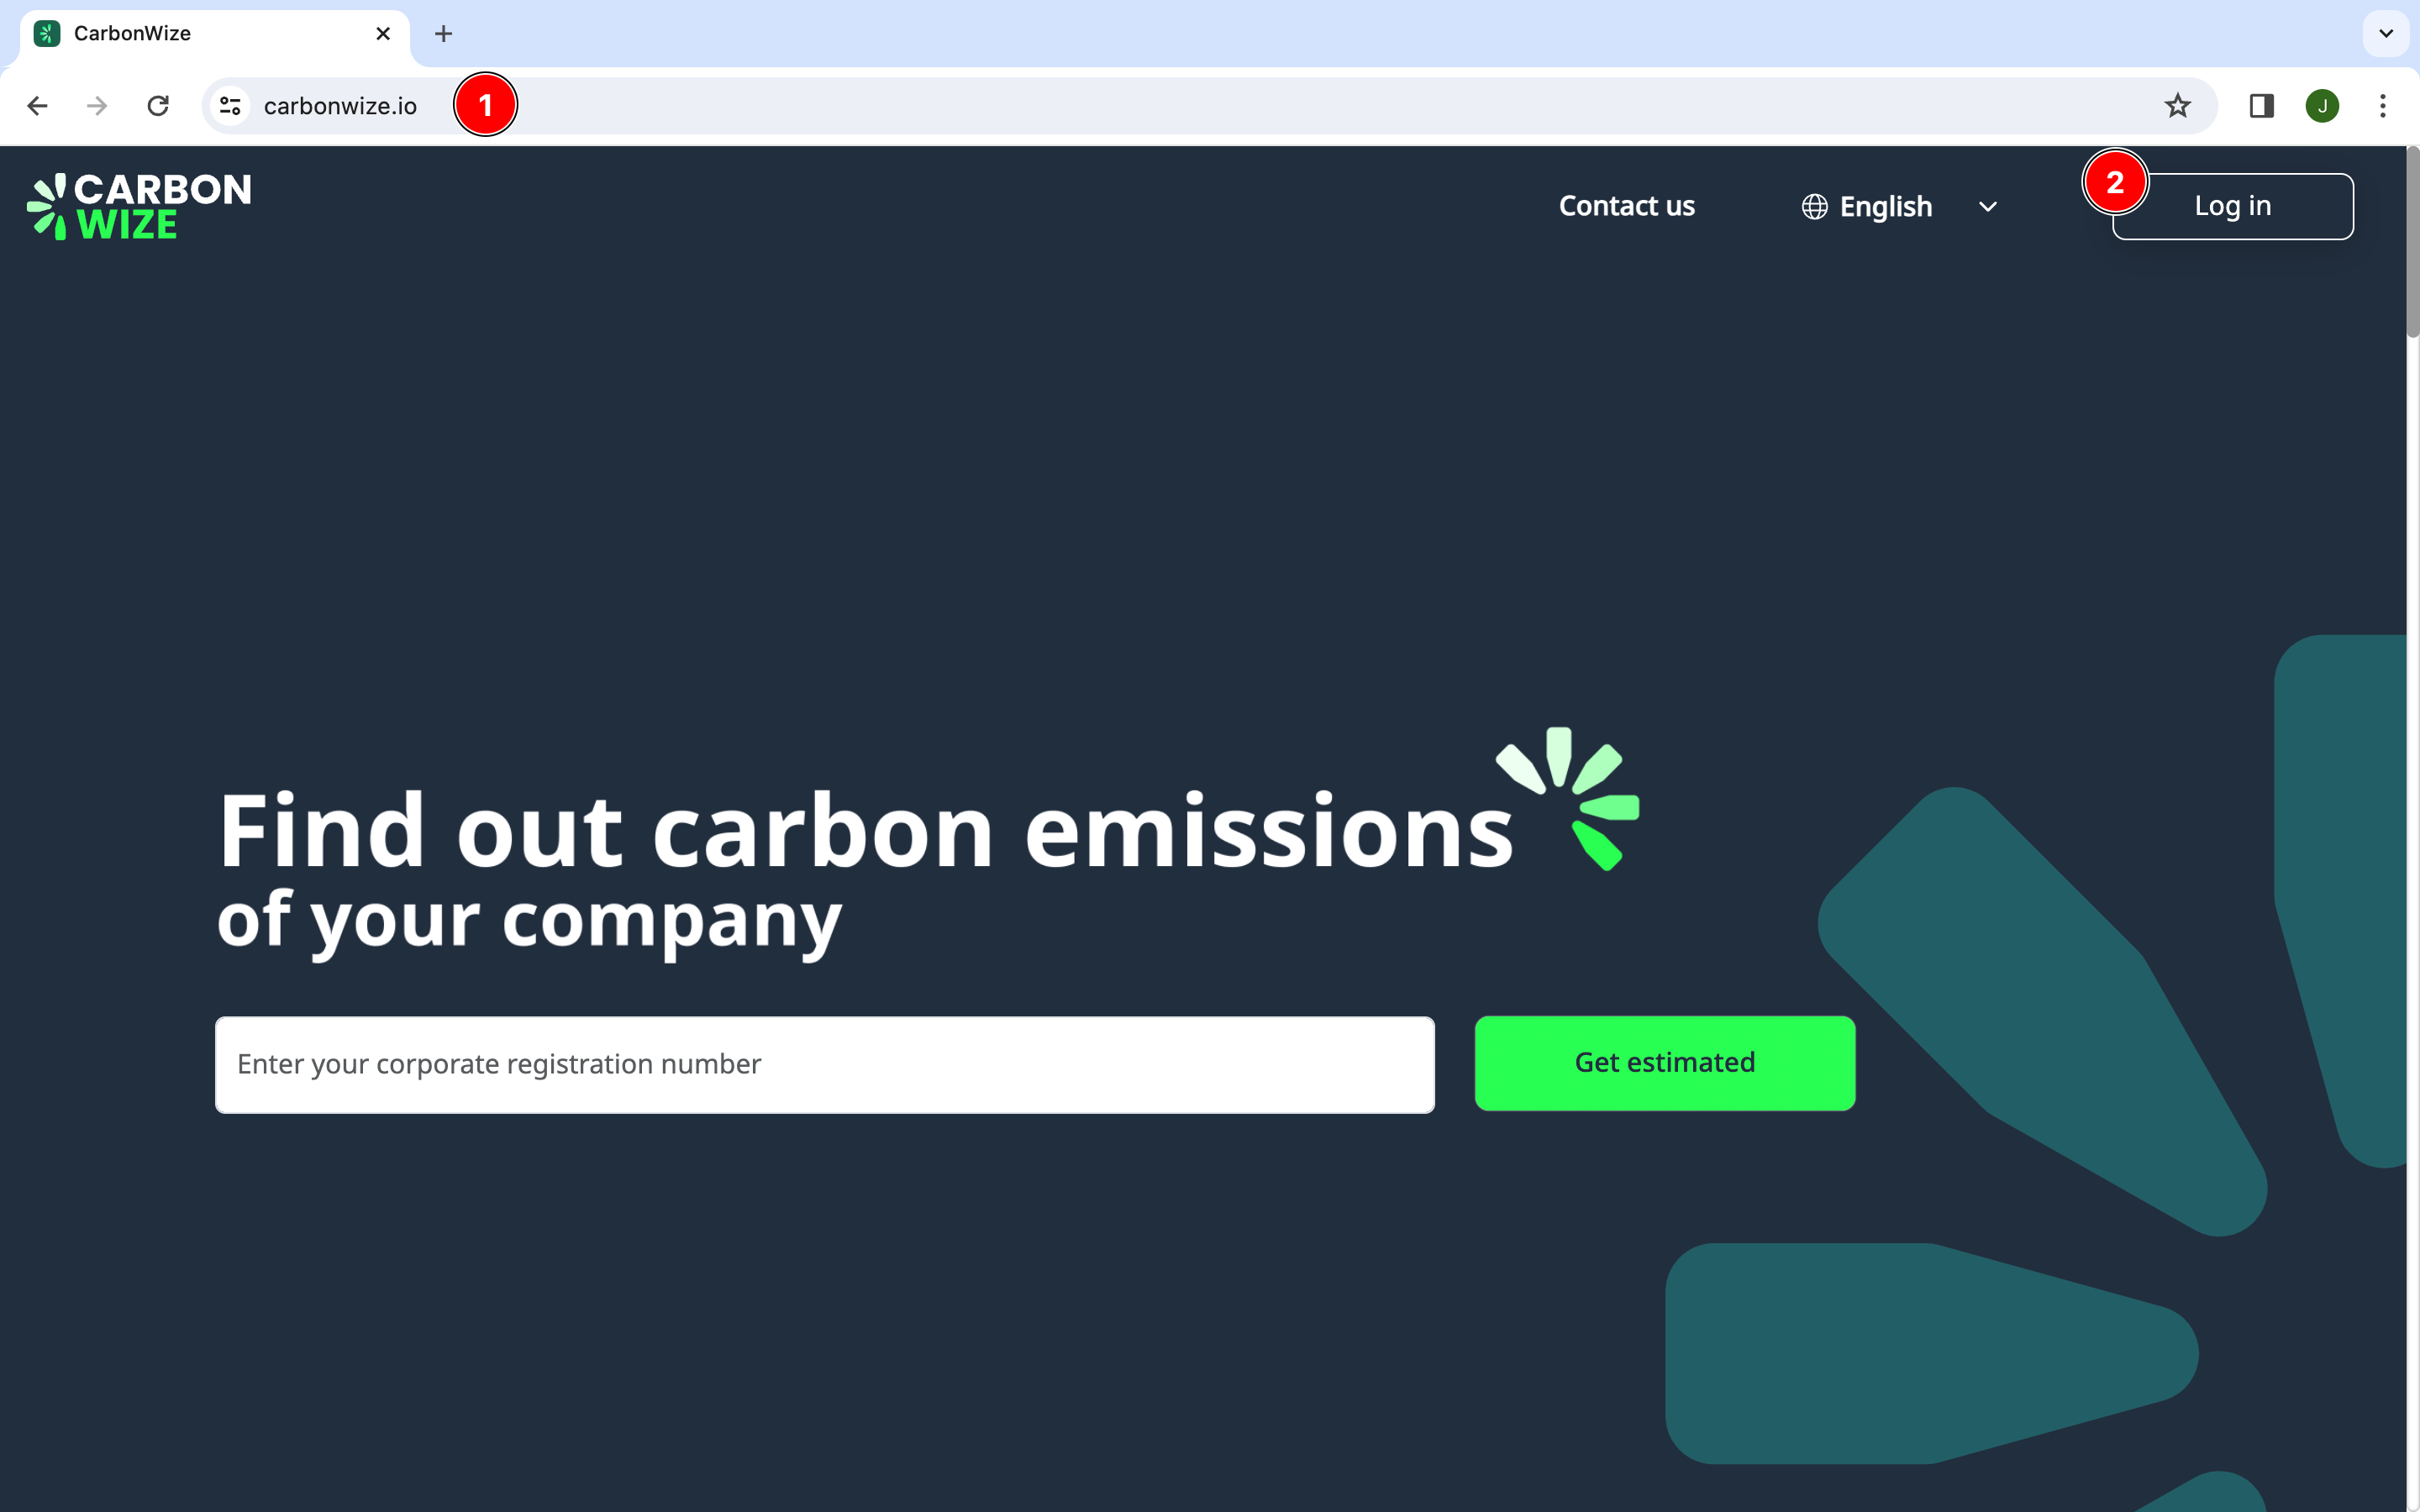 CarbonWize
carbonwize.io
1
J
CARBON
WIZE
Contact us
English
2
Log in
Find out carbon emissions
of your company
Enter your corporate registration number
Get estimated